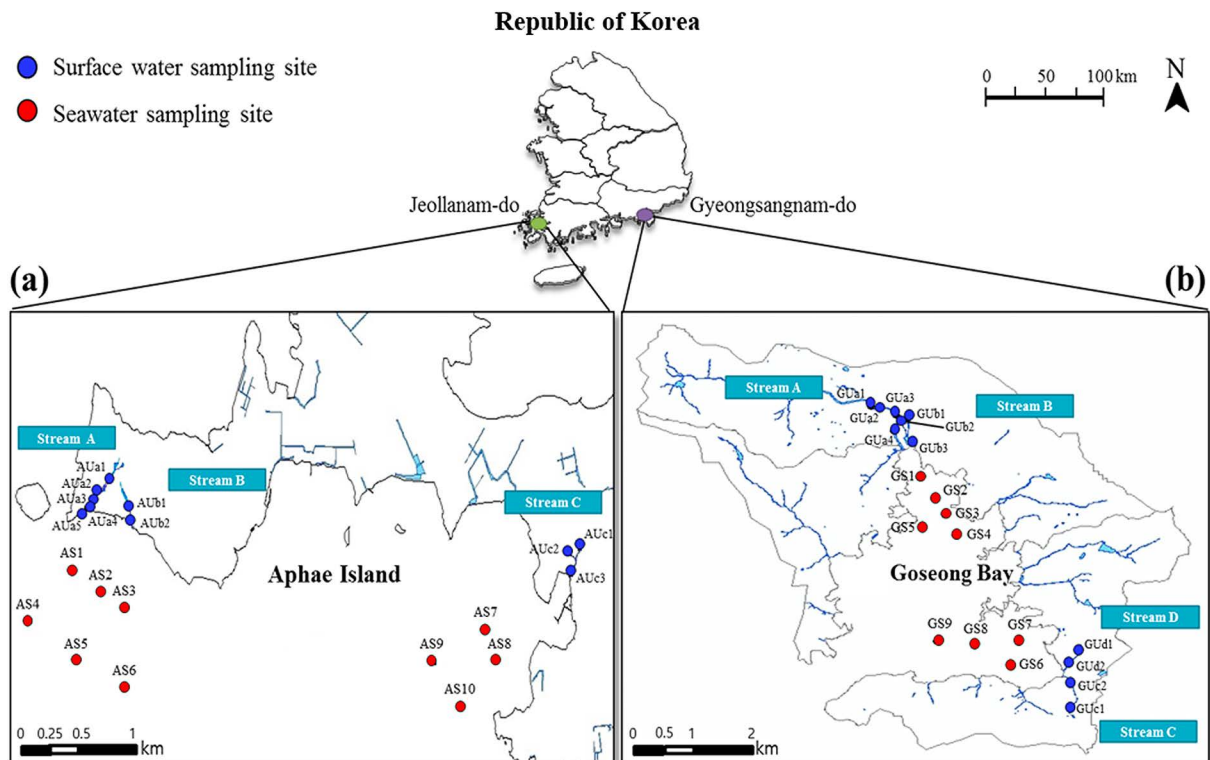 Republic of Korea
Surface water sampling site
Seawater sampling site
0 50 100 km
N
Jeollanam-do
Gyeongsangnam-do
(a)
(b)
Stream A
AUa1
AUa2
AUa3
AUa4
AUa5
Stream B
AUb1
AUb2
Stream C
AUc1
AUc2
AUc3
Aphae Island
AS1
AS2
AS3
AS4
AS5
AS6
AS7
AS8
AS9
AS10
0 0.25 0.5 1 km
Stream A
GUa1
GUa3
GUa2
GUa4
GUb1
GUb2
GUb3
Stream B
GS1
GS2
GS3
GS4
GS5
Goseong Bay
Stream D
GS9
GS8
GS7
GS6
GUd1
GUd2
GUc2
GUc1
Stream C
0 0.5 1 2 km